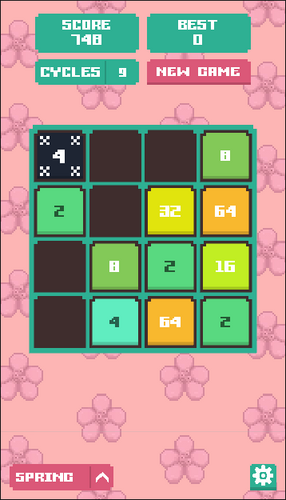 SCORE
748
BEST
0
CYCLES 9
NEW GAME
4 8
2 32 64
8 2 16
4 64 2
SPRING